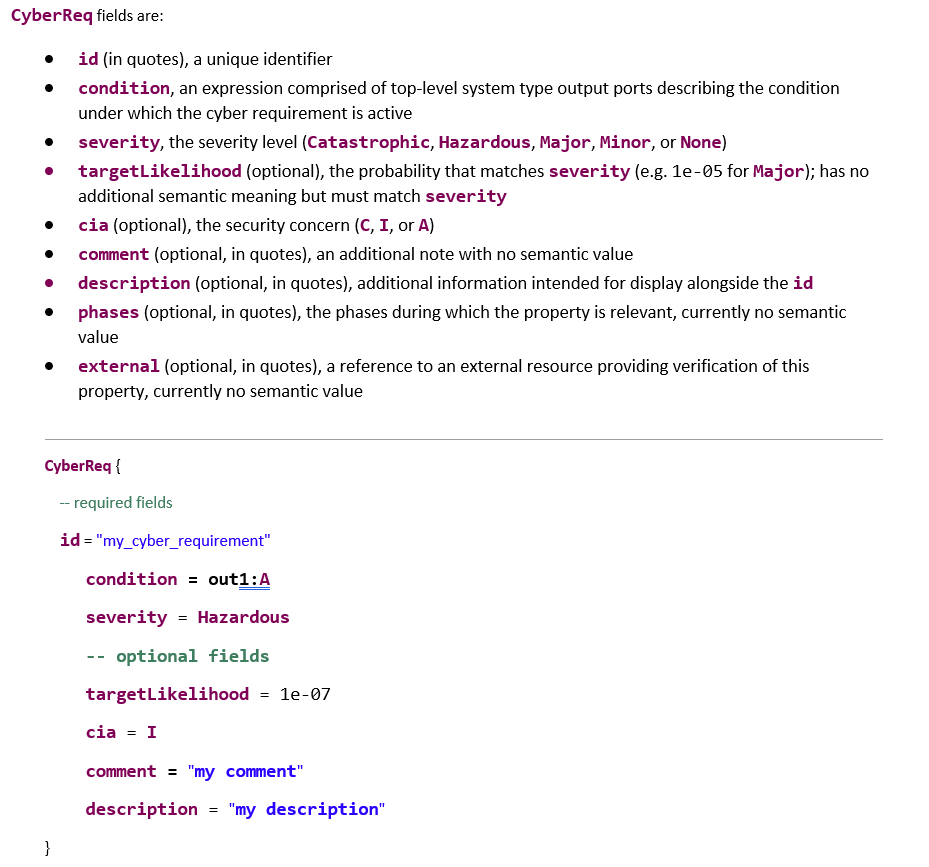 CyberReq fields are:
• id (in quotes), a unique identifier
• condition, an expression comprised of top-level system type output ports describing the condition
under which the cyber requirement is active
• severity, the severity level (Catastrophic, Hazardous, Major, Minor, or None)
• targetLikelihood (optional), the probability that matches severity (e.g. 1e-05 for Major); has no
additional semantic meaning but must match severity
• cia (optional), the security concern (C, I, or A)
• comment (optional, in quotes), an additional note with no semantic value
• description (optional, in quotes), additional information intended for display alongside the id
• phases (optional, in quotes), the phases during which the property is relevant, currently no semantic
value
• external (optional, in quotes), a reference to an external resource providing verification of this
property, currently no semantic value
CyberReq {
-- required fields
id = "my_cyber_requirement"
condition = out1:A
severity = Hazardous
-- optional fields
targetLikelihood = 1e-07
cia = I
comment = "my comment"
description = "my description"
}